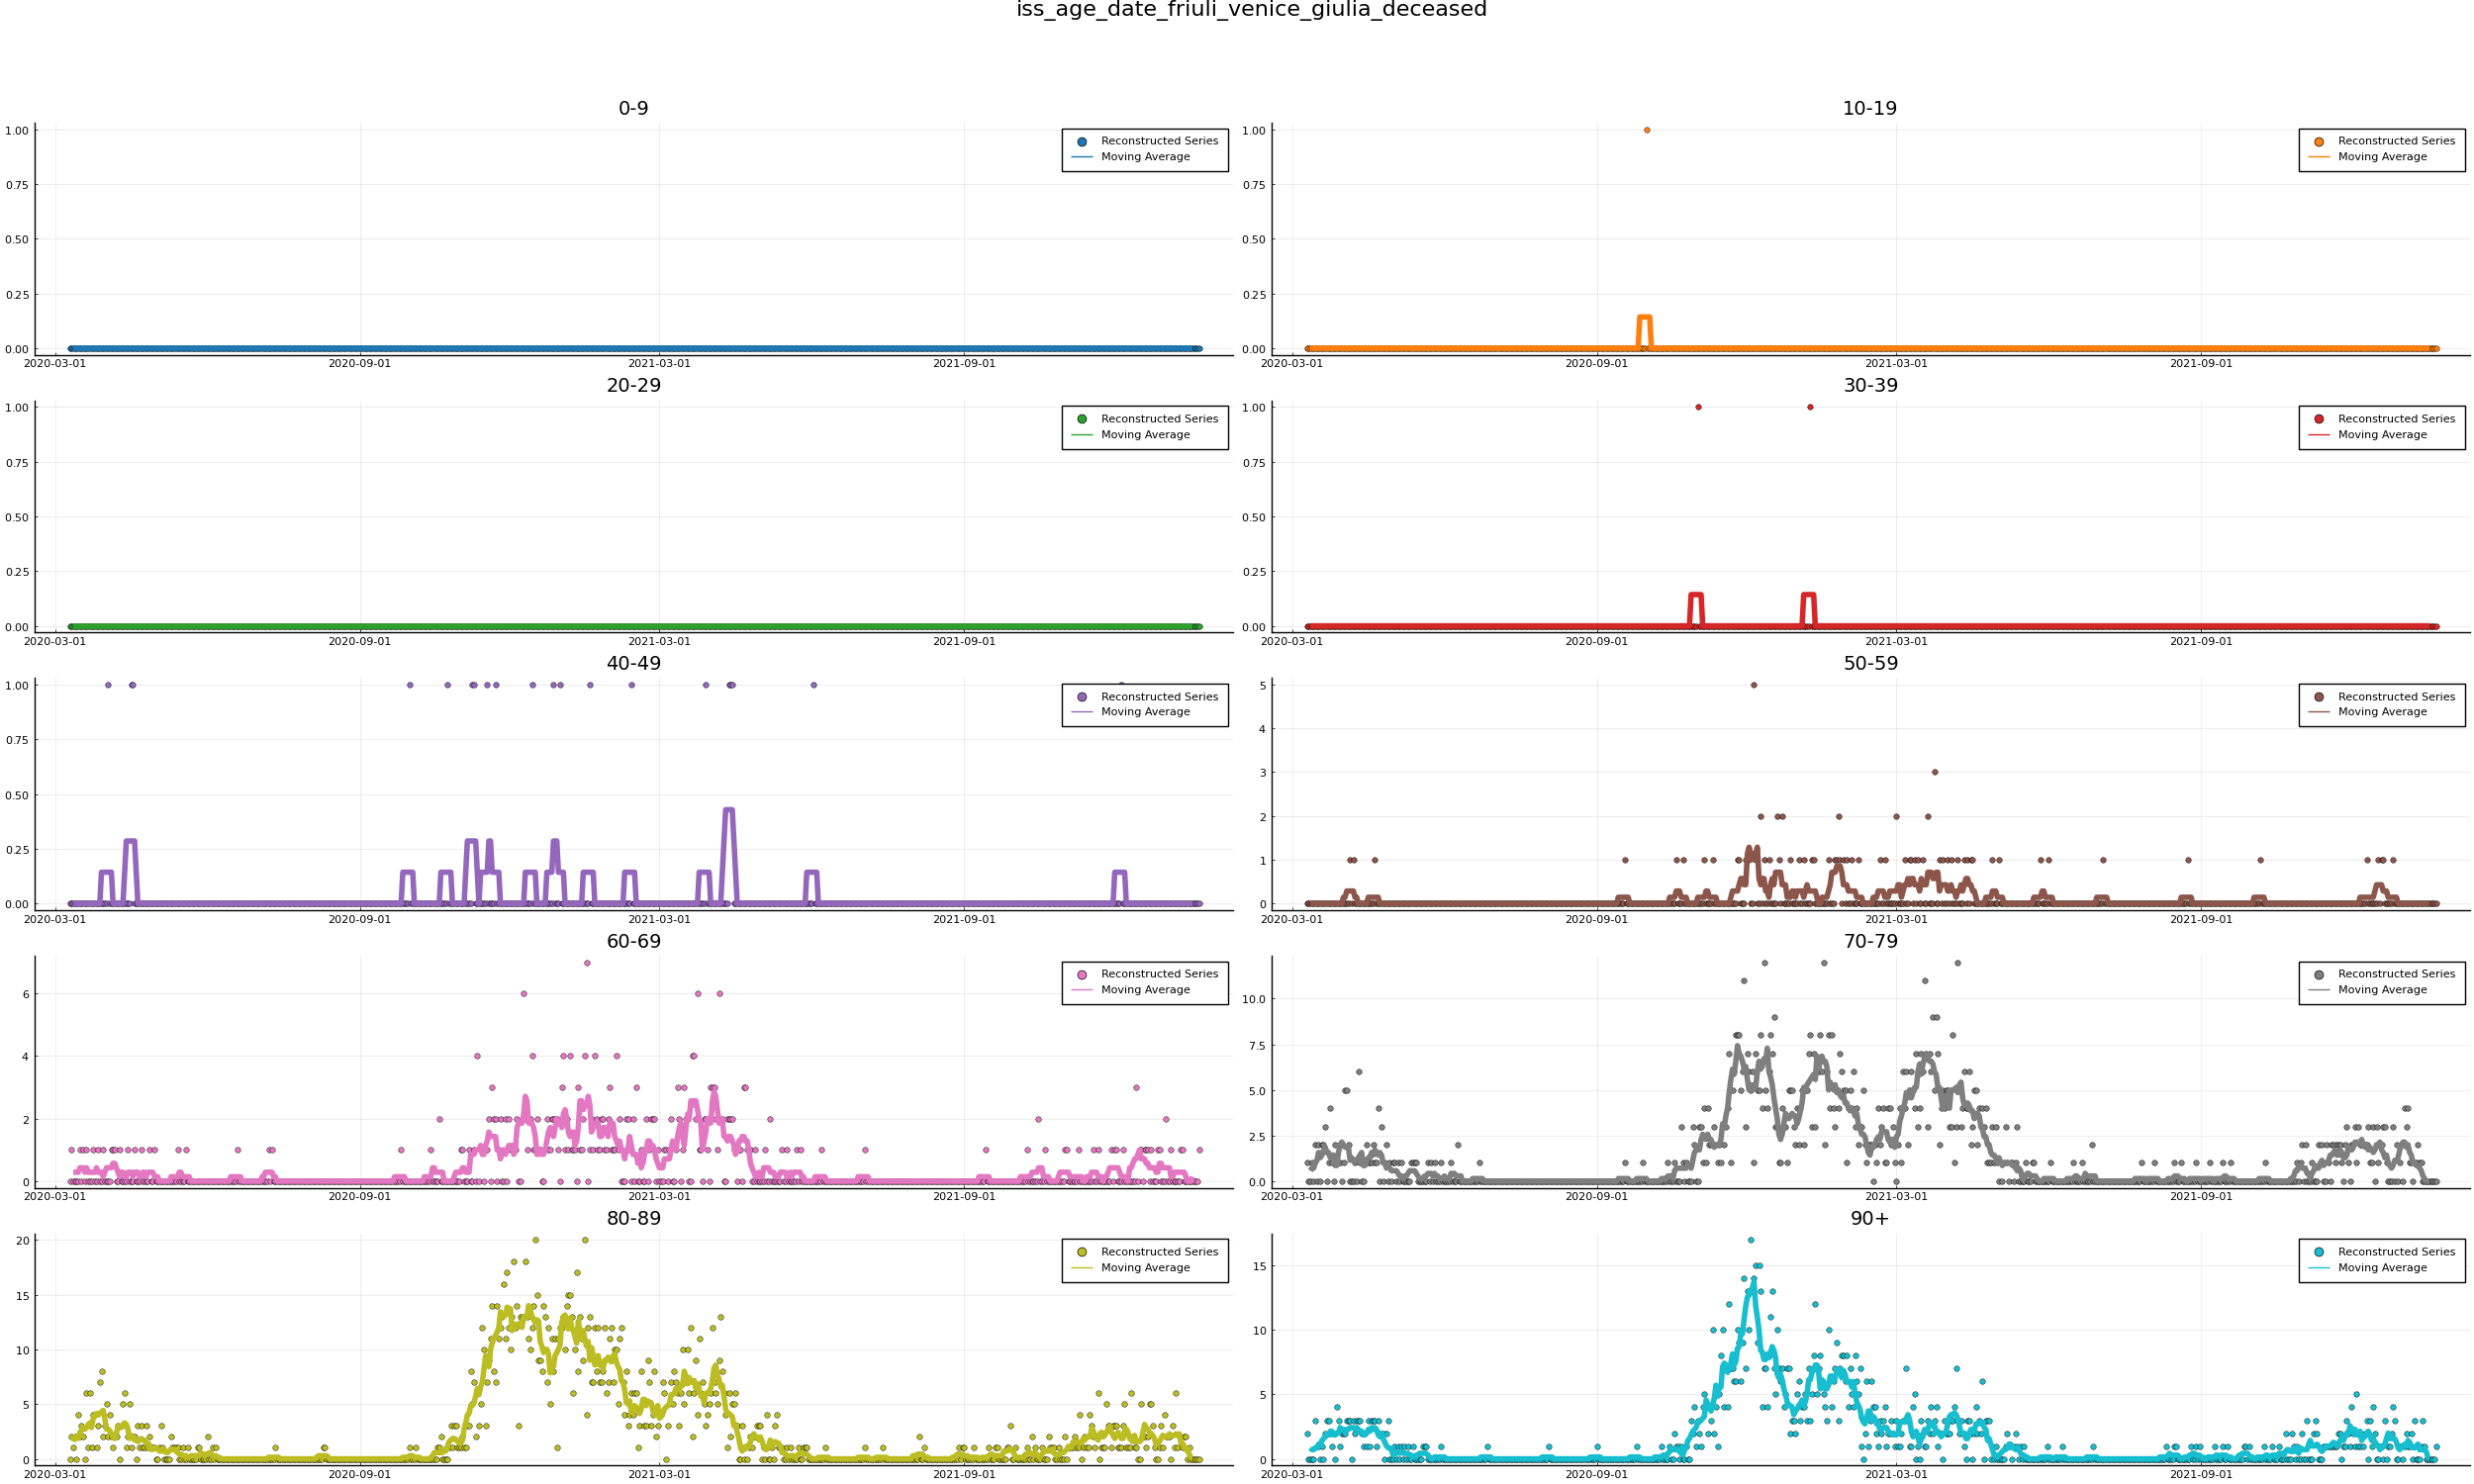 iss_age_date_friuli_venice_giulia_deceased
0-9
1.00
0.75
0.50
0.25
0.00
2020-03-01 2020-09-01 2021-03-01 2021-09-01
Reconstructed Series
Moving Average
10-19
1.00
0.75
0.50
0.25
0.00
2020-03-01 2020-09-01 2021-03-01 2021-09-01
Reconstructed Series
Moving Average
20-29
1.00
0.75
0.50
0.25
0.00
2020-03-01 2020-09-01 2021-03-01 2021-09-01
Reconstructed Series
Moving Average
30-39
1.00
0.75
0.50
0.25
0.00
2020-03-01 2020-09-01 2021-03-01 2021-09-01
Reconstructed Series
Moving Average
40-49
1.00
0.75
0.50
0.25
0.00
2020-03-01 2020-09-01 2021-03-01 2021-09-01
Reconstructed Series
Moving Average
50-59
5
4
3
2
1
0
2020-03-01 2020-09-01 2021-03-01 2021-09-01
Reconstructed Series
Moving Average
60-69
6
4
2
0
2020-03-01 2020-09-01 2021-03-01 2021-09-01
Reconstructed Series
Moving Average
70-79
10.0
7.5
5.0
2.5
0.0
2020-03-01 2020-09-01 2021-03-01 2021-09-01
Reconstructed Series
Moving Average
80-89
20
15
10
5
0
2020-03-01 2020-09-01 2021-03-01 2021-09-01
Reconstructed Series
Moving Average
90+
15
10
5
0
2020-03-01 2020-09-01 2021-03-01 2021-09-01
Reconstructed Series
Moving Average